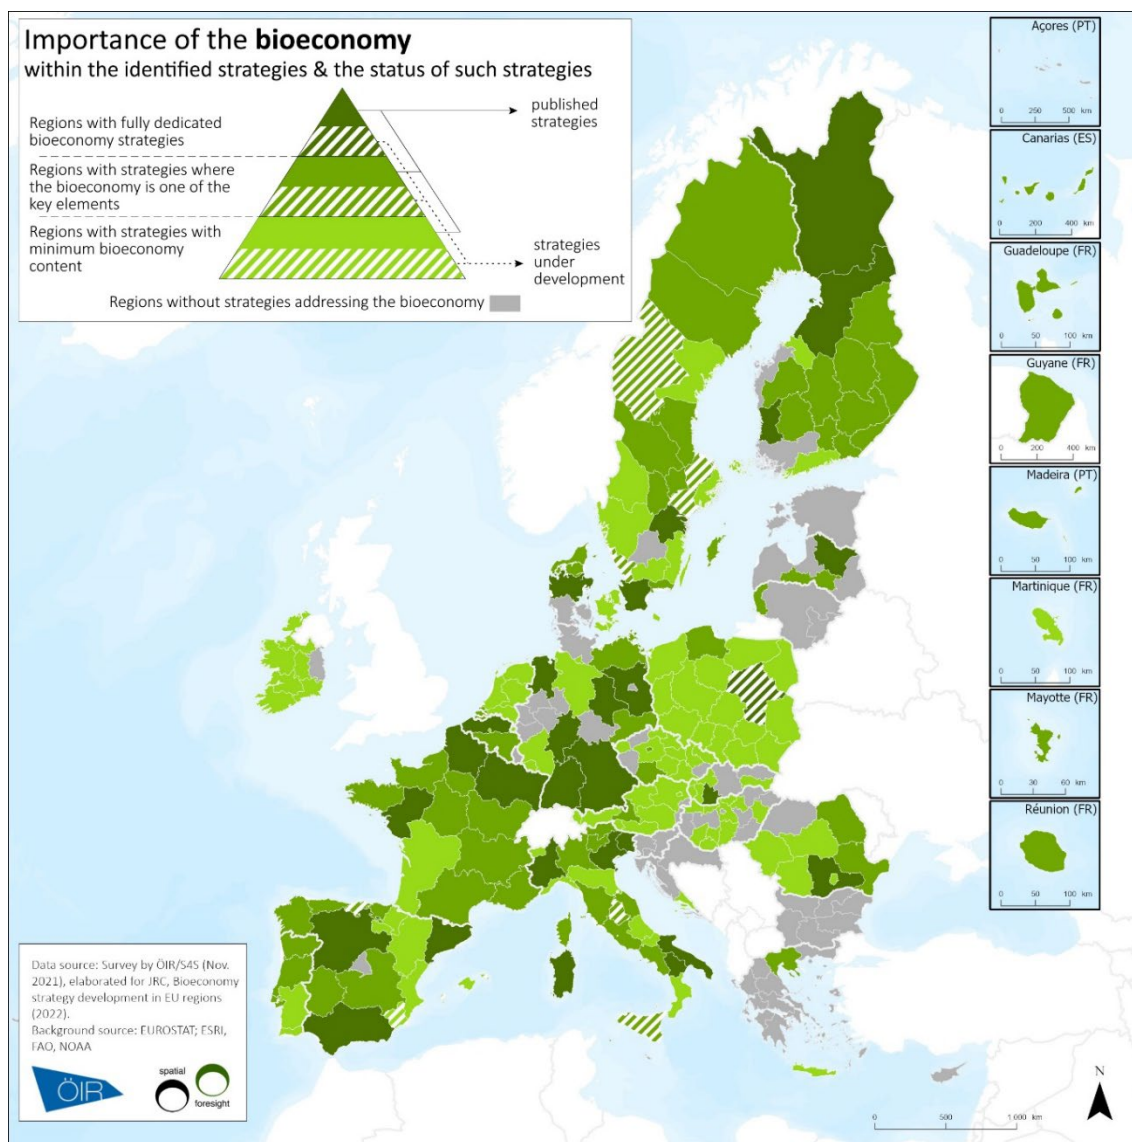 Importance of the bioeconomy
within the identified strategies & the status of such strategies
Regions with fully dedicated
bioeconomy strategies
Regions with strategies where
the bioeconomy is one of the
key elements
Regions with strategies with
minimum bioeconomy
content
published
strategies
strategies
under
development
Regions without strategies addressing the bioeconomy
Açores (PT)
0 250 500 km
Canarias (ES)
0 200 400 km
Guadeloupe (FR)
0 50 100 km
Guyane (FR)
0 200 400 km
Madeira (PT)
0 50 100 km
Martinique (FR)
0 50 100 km
Mayotte (FR)
0 30 60 km
Réunion (FR)
0 50 100 km
Data source: Survey by ÖIR/S4S (Nov.
2021), elaborated for JRC, Bioeconomy
strategy development in EU regions
(2022).
Background source: EUROSTAT; ESRI,
FAO, NOAA
ÖIR
spatial
foresight
N
0 500 1 000 km